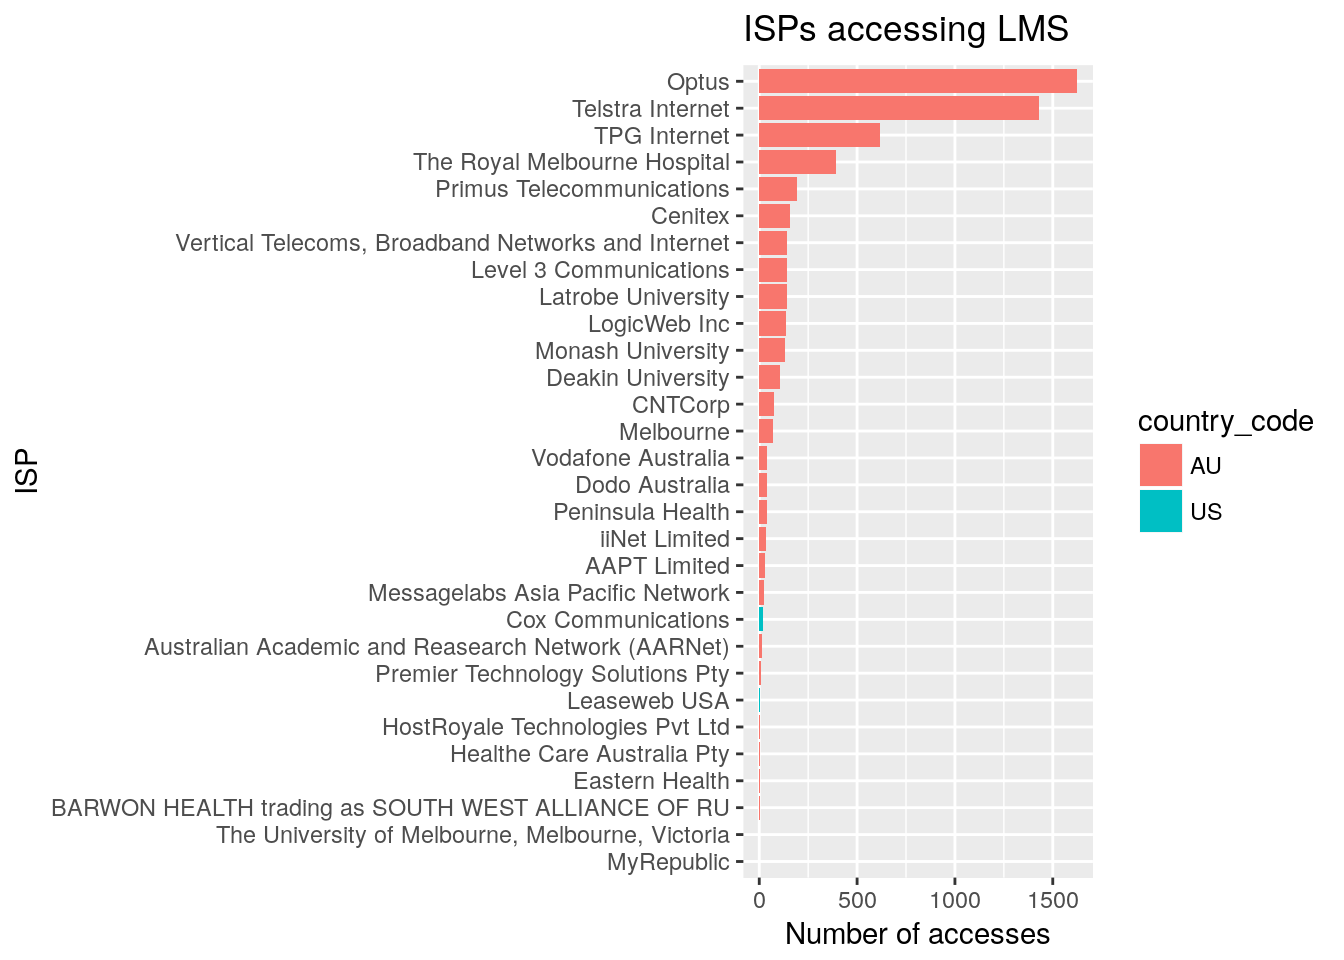 ISPs accessing LMS
Optus
Telstra Internet
TPG Internet
The Royal Melbourne Hospital
Primus Telecommunications
Cenitex
Vertical Telecoms, Broadband Networks and Internet
Level 3 Communications
Latrobe University
LogicWeb Inc
Monash University
Deakin University
CNTCorp
Melbourne
Vodafone Australia
Dodo Australia
Peninsula Health
iiNet Limited
AAPT Limited
Messagelabs Asia Pacific Network
Cox Communications
Australian Academic and Reasearch Network (AARNet)
Premier Technology Solutions Pty
Leaseweb USA
HostRoyale Technologies Pvt Ltd
Healthe Care Australia Pty
Eastern Health
BARWON HEALTH trading as SOUTH WEST ALLIANCE OF RU
The University of Melbourne, Melbourne, Victoria
MyRepublic
ISP
0 500 1000 1500
Number of accesses
country_code
AU
US